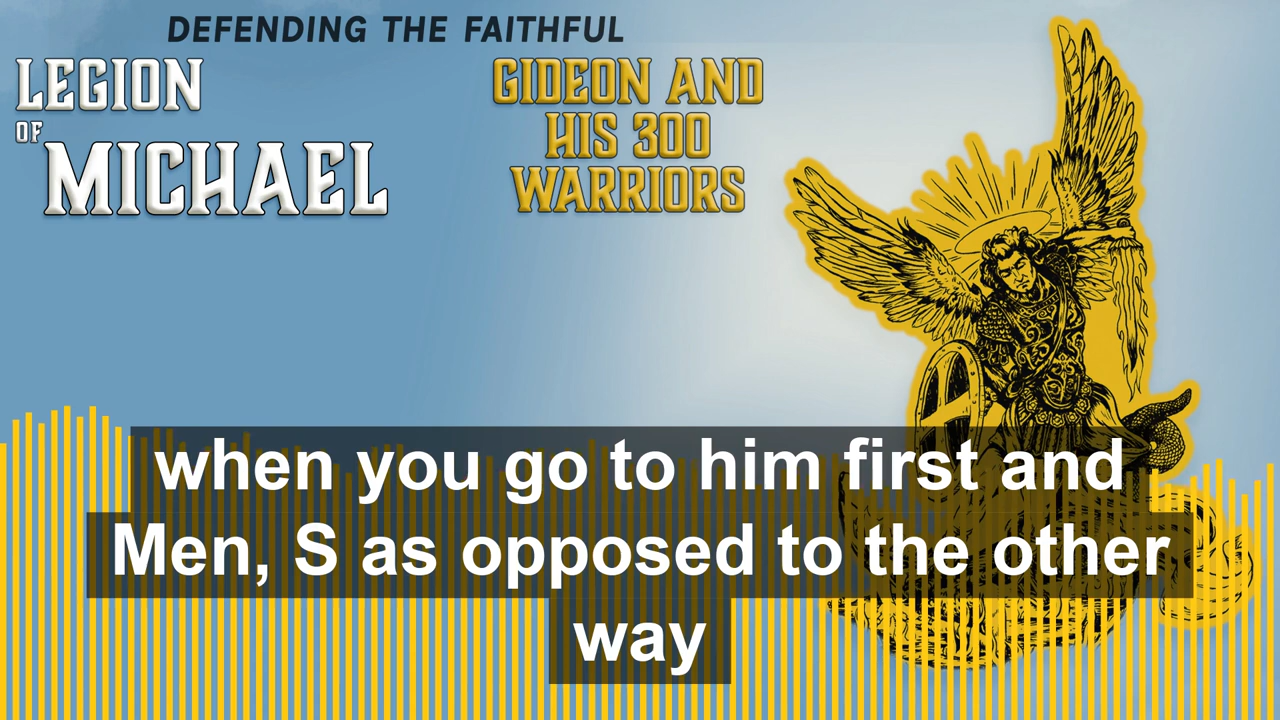 DEFENDING THE FAITHFUL
LEGION
OF
MICHAEL
GIDEON AND
HIS 300
WARRIORS
when you go to him first and
Men, S as opposed to the other
way